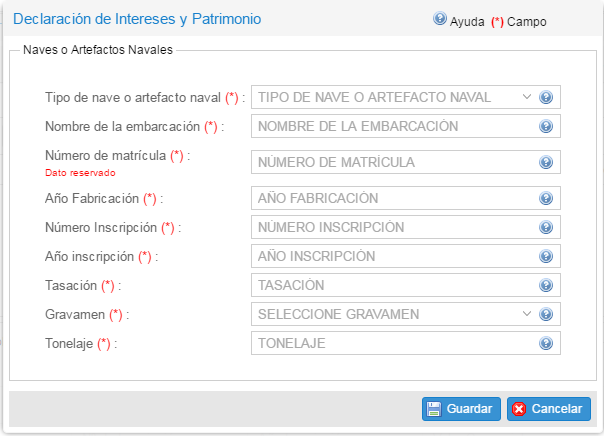 Declaración de Intereses y Patrimonio
Ayuda (*) Campo
Naves o Artefactos Navales
Tipo de nave o artefacto naval (*) : TIPO DE NAVE O ARTEFACTO NAVAL
Nombre de la embarcación (*) : NOMBRE DE LA EMBARCACIÓN
Número de matrícula (*) : NÚMERO DE MATRÍCULA
Dato reservado
Año Fabricación (*) : AÑO FABRICACIÓN
Número Inscripción (*) : NÚMERO INSCRIPCIÓN
Año inscripción (*) : AÑO INSCRIPCIÓN
Tasación (*) : TASACIÓN
Gravamen (*) : SELECCIONE GRAVAMEN
Tonelaje (*) : TONELAJE
Guardar Cancelar